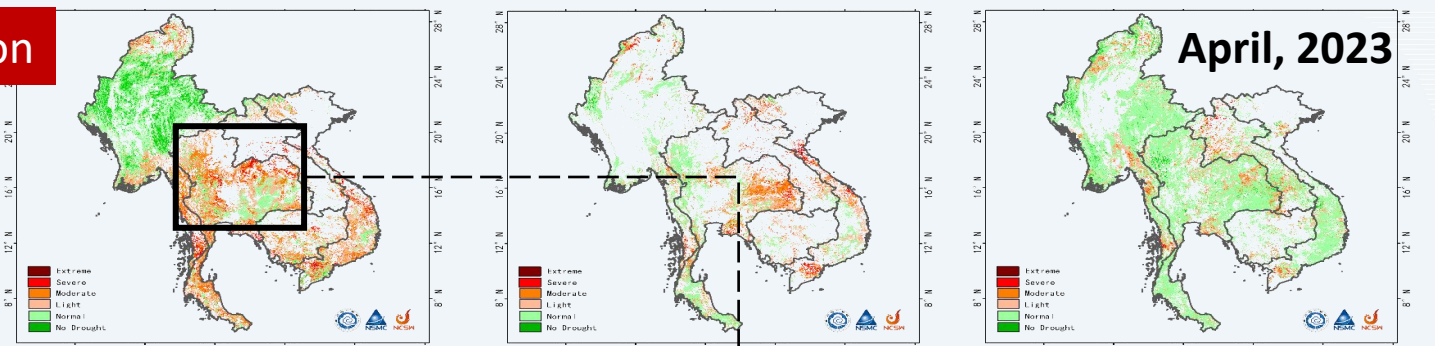 on
April, 2023
28° N
24° N
20° N
16° N
12° N
8° N
Extreme
Severe
Moderate
Light
Normal
No Drought
NSMC
NCSW
28° N
24° N
20° N
16° N
12° N
8° N
Extreme
Severe
Moderate
Light
Normal
No Drought
NSMC
NCSW
28° N
24° N
20° N
16° N
12° N
8° N
Extreme
Severe
Moderate
Light
Normal
No Drought
NSMC
NCSW